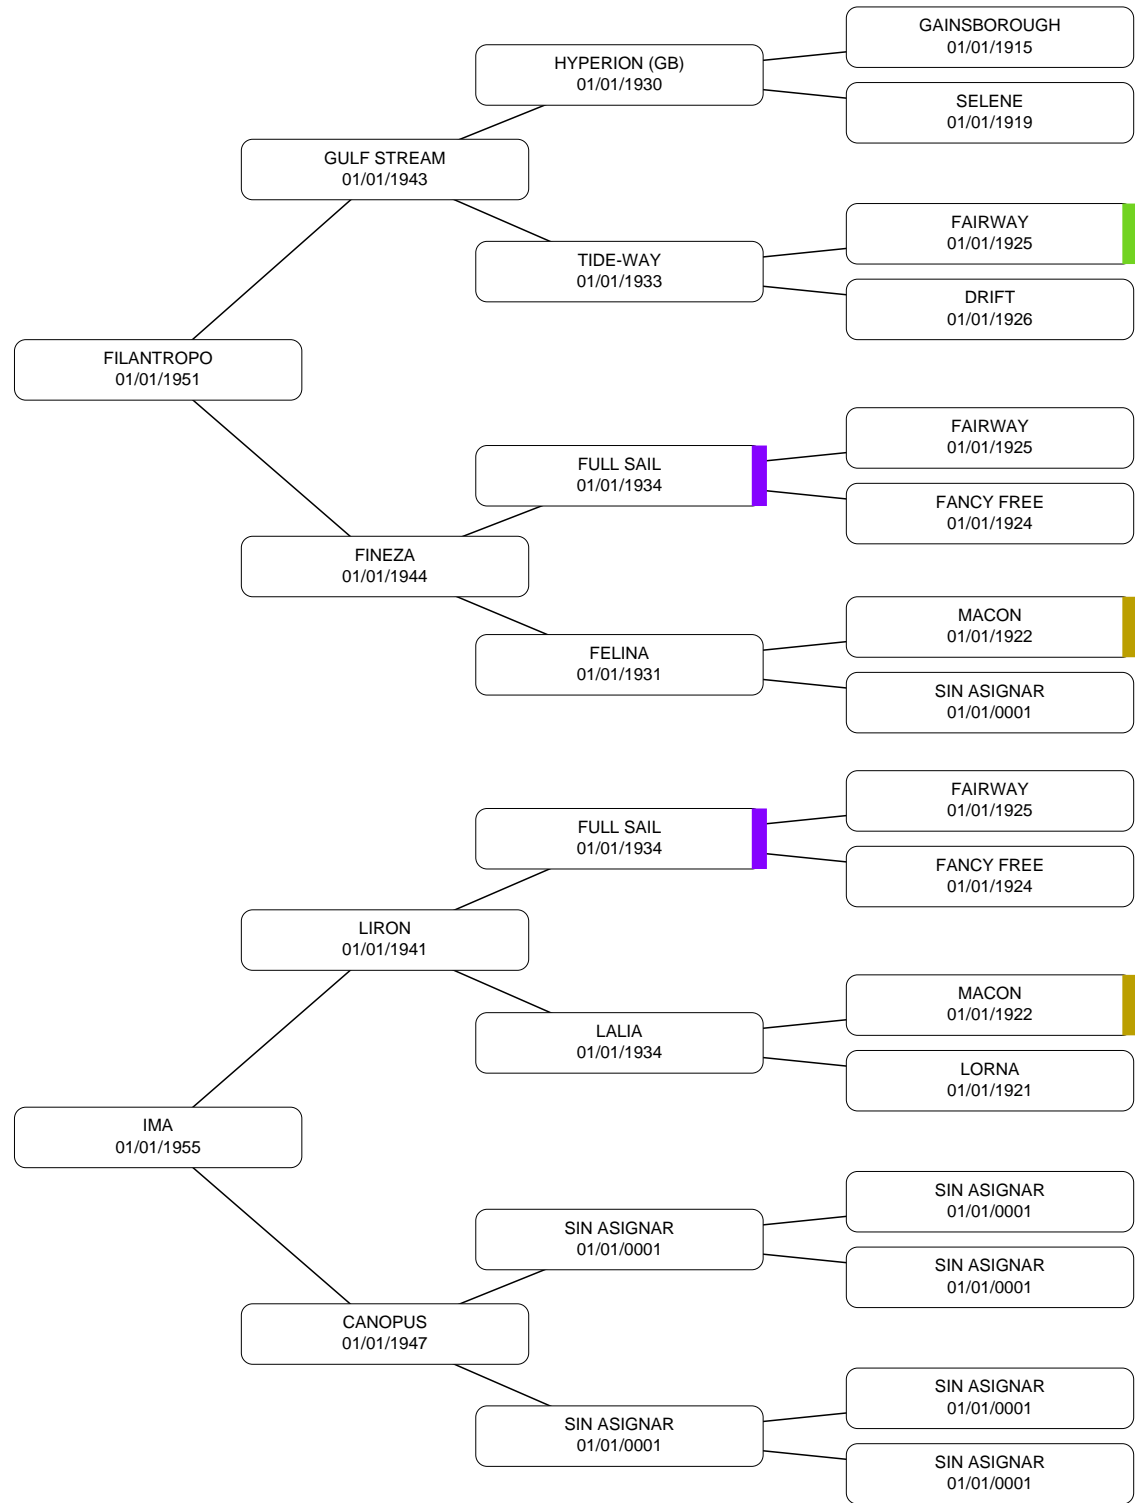 GAINSBOROUGH
01/01/1915
HYPERION (GB)
01/01/1930
SELENE
01/01/1919
GULF STREAM
01/01/1943
FAIRWAY
01/01/1925
TIDE-WAY
01/01/1933
DRIFT
01/01/1926
FILANTROPO
01/01/1951
FAIRWAY
01/01/1925
FULL SAIL
01/01/1934
FANCY FREE
01/01/1924
FINEZA
01/01/1944
MACON
01/01/1922
FELINA
01/01/1931
SIN ASIGNAR
01/01/0001
FAIRWAY
01/01/1925
FULL SAIL
01/01/1934
FANCY FREE
01/01/1924
LIRON
01/01/1941
MACON
01/01/1922
LALIA
01/01/1934
LORNA
01/01/1921
IMA
01/01/1955
SIN ASIGNAR
01/01/0001
SIN ASIGNAR
01/01/0001
SIN ASIGNAR
01/01/0001
CANOPUS
01/01/1947
SIN ASIGNAR
01/01/0001
SIN ASIGNAR
01/01/0001
SIN ASIGNAR
01/01/0001